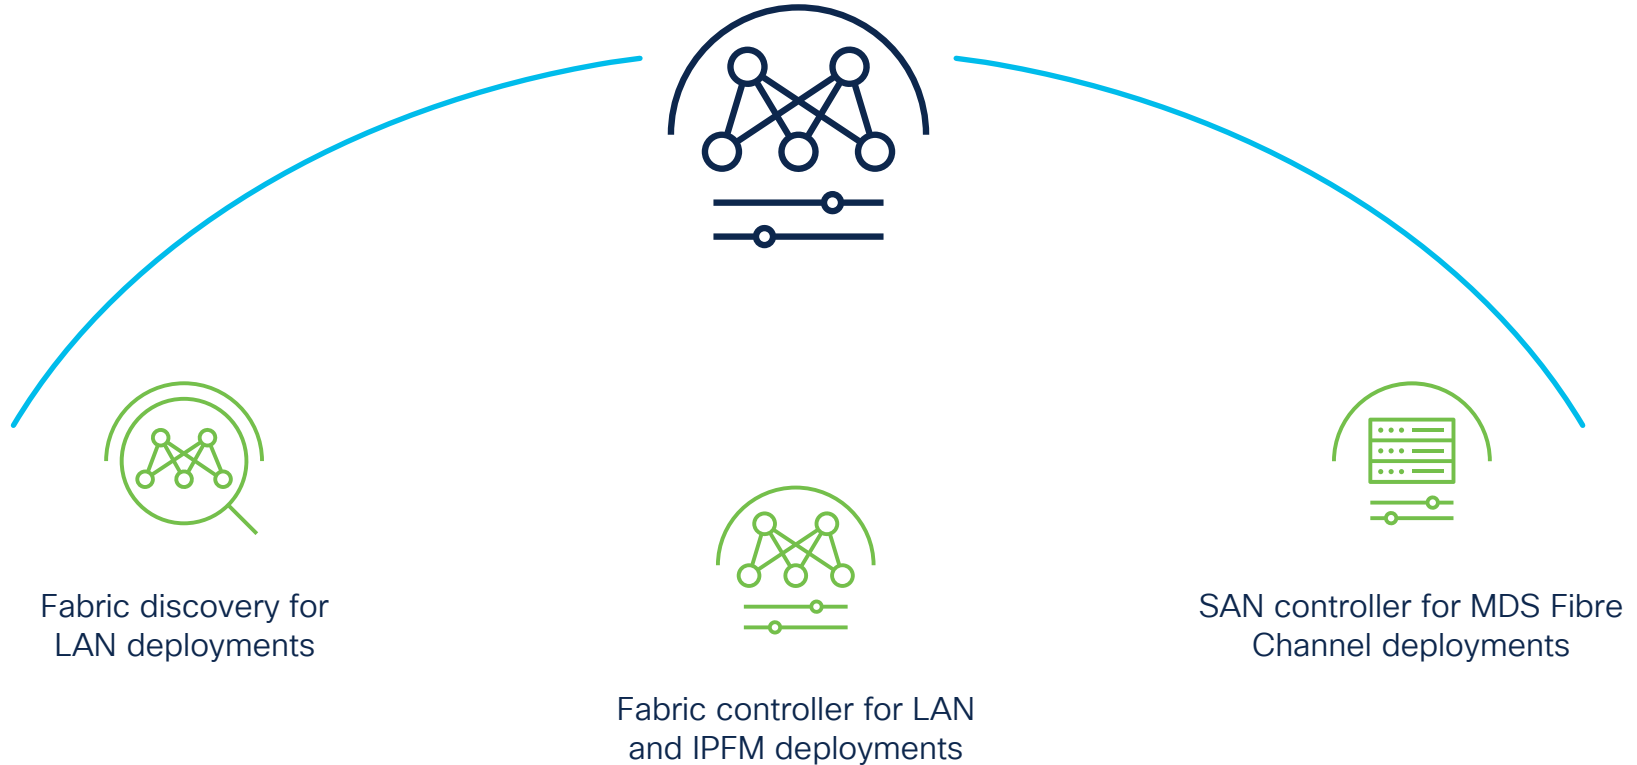 Fabric discovery for
LAN deployments
Fabric controller for LAN
and IPFM deployments
SAN controller for MDS Fibre
Channel deployments